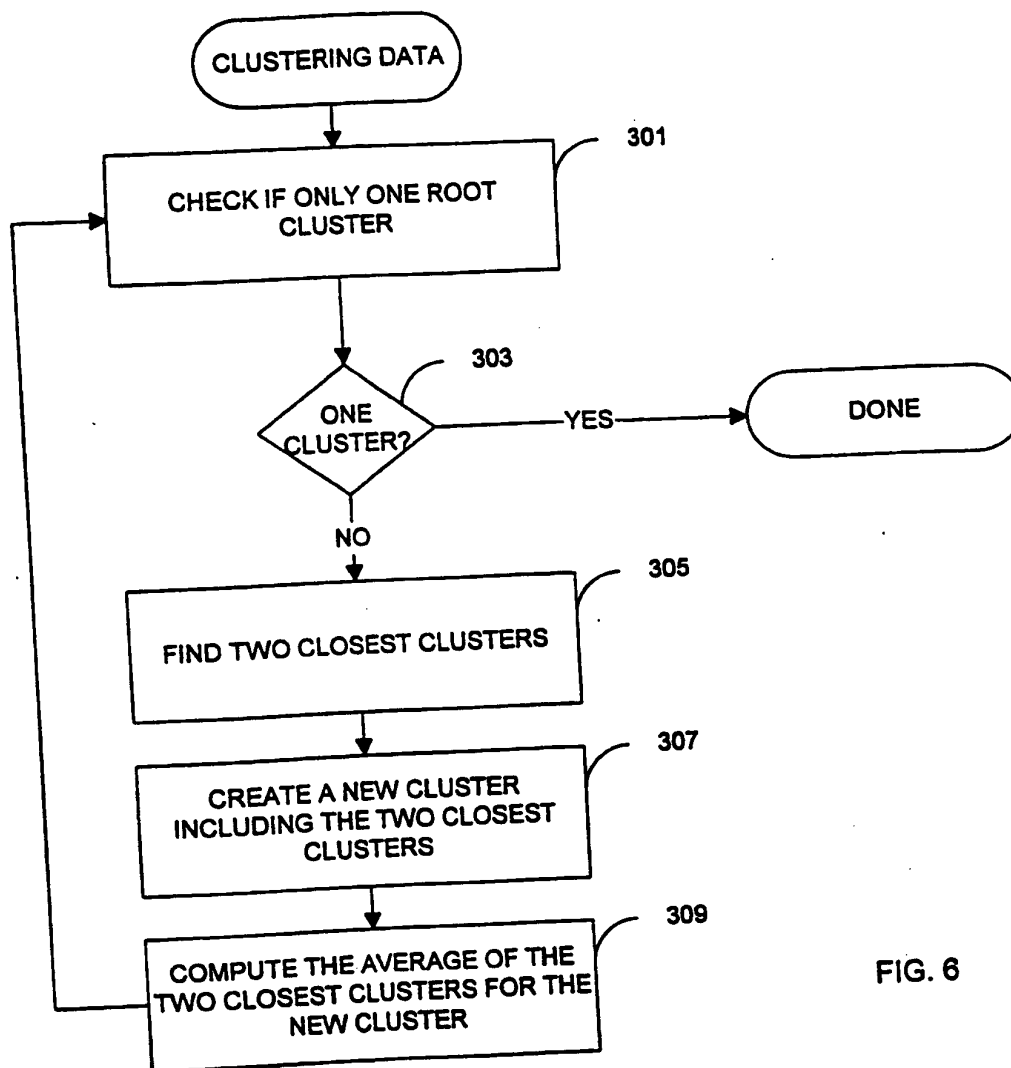 CLUSTERING DATA
301
CHECK IF ONLY ONE ROOT
CLUSTER
303
ONE
CLUSTER?
YES
DONE
NO
305
FIND TWO CLOSEST CLUSTERS
307
CREATE A NEW CLUSTER
INCLUDING THE TWO CLOSEST
CLUSTERS
309
COMPUTE THE AVERAGE OF THE
TWO CLOSEST CLUSTERS FOR THE
NEW CLUSTER
FIG. 6